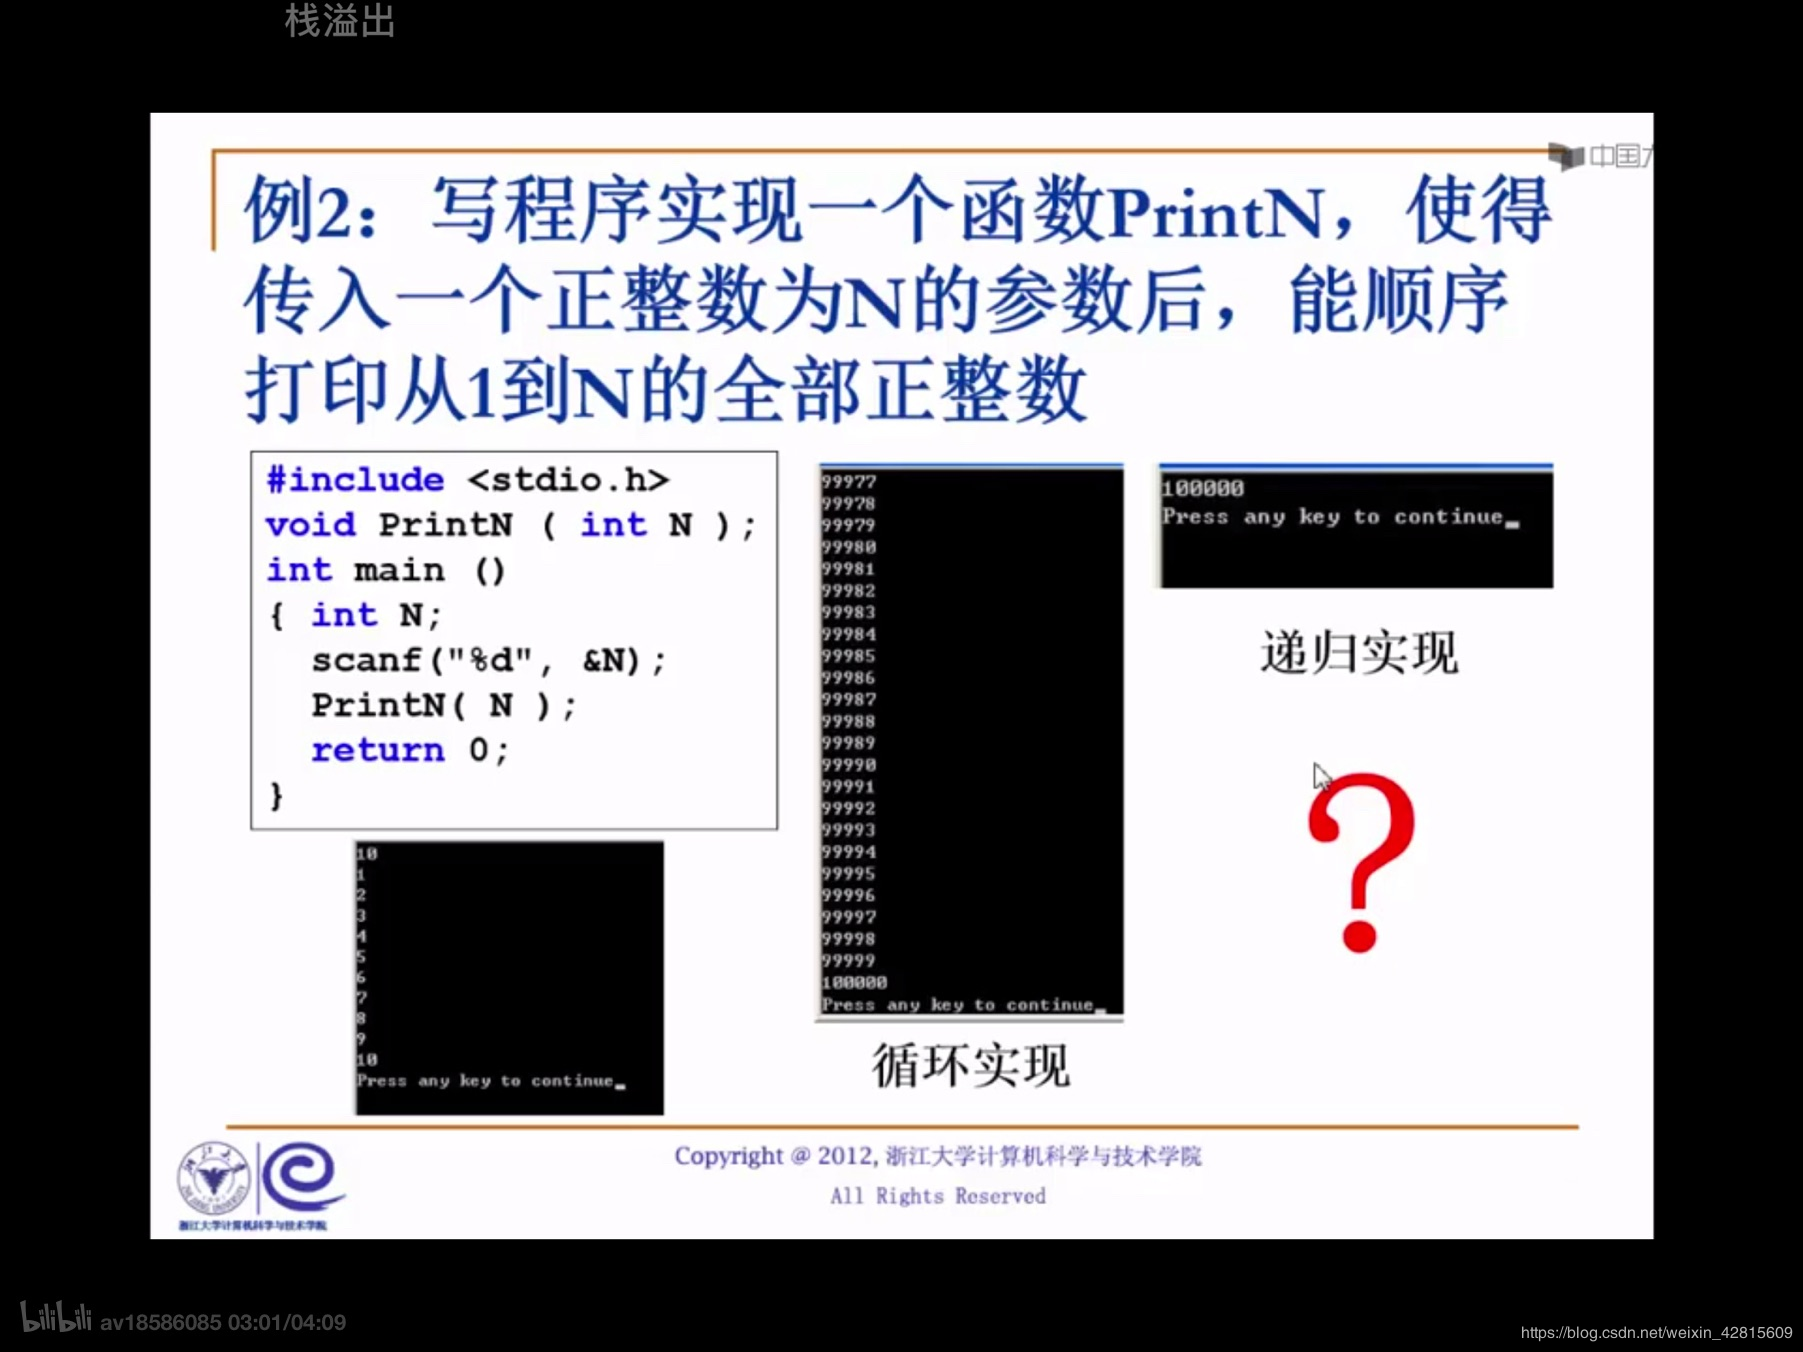 栈溢出
中国
例2：写程序实现一个函数PrintN，使得
传入一个正整数为N的参数后，能顺序
打印从1到N的全部正整数
#include <stdio.h>
void PrintN ( int N );
int main ()
{ int N;
scanf("%d", &N);
PrintN( N );
return 0;
}
10
1
2
3
4
5
6
7
8
9
10
Press any key to continue_
99977
99978
99979
99980
99981
99982
99983
99984
99985
99986
99987
99988
99989
99990
99991
99992
99993
99994
99995
99996
99997
99998
99999
100000
Press any key to continue_
循环实现
100000
Press any key to continue_
递归实现
?
浙江大学计算机科学与技术学院
Copyright @ 2012, 浙江大学计算机科学与技术学院
All Rights Reserved
bilibili av18586085 03:01/04:09
https://blog.csdn.net/weixin_42815609